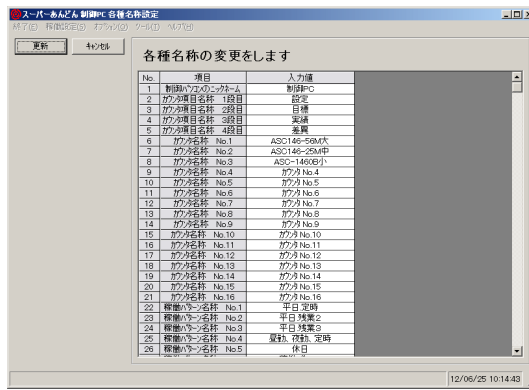 スーパーあんどん 制御PC 各種名称設定
終了(E) 稼働設定(S) オプション(O) ツール(T) ヘルプ(H)
更新 キャンセル
各種名称の変更をします
No. 項目 入力値
1 制御パソコンのニックネーム 制御PC
2 カウンタ項目名称 1段目 設定
3 カウンタ項目名称 2段目 目標
4 カウンタ項目名称 3段目 実績
5 カウンタ項目名称 4段目 差異
6 カウンタ名称 No.1 ASC146-56M大
7 カウンタ名称 No.2 ASC146-25M中
8 カウンタ名称 No.3 ASC-1460B小
9 カウンタ名称 No.4 カウンタ No.4
10 カウンタ名称 No.5 カウンタ No.5
11 カウンタ名称 No.6 カウンタ No.6
12 カウンタ名称 No.7 カウンタ No.7
13 カウンタ名称 No.8 カウンタ No.8
14 カウンタ名称 No.9 カウンタ No.9
15 カウンタ名称 No.10 カウンタ No.10
16 カウンタ名称 No.11 カウンタ No.11
17 カウンタ名称 No.12 カウンタ No.12
18 カウンタ名称 No.13 カウンタ No.13
19 カウンタ名称 No.14 カウンタ No.14
20 カウンタ名称 No.15 カウンタ No.15
21 カウンタ名称 No.16 カウンタ No.16
22 稼働パターン名称 No.1 平日,定時
23 稼働パターン名称 No.2 平日,残業2
24 稼働パターン名称 No.3 平日,残業3
25 稼働パターン名称 No.4 昼勤、夜勤、定時
26 稼働パターン名称 No.5 休日
12/06/25 10:14:43